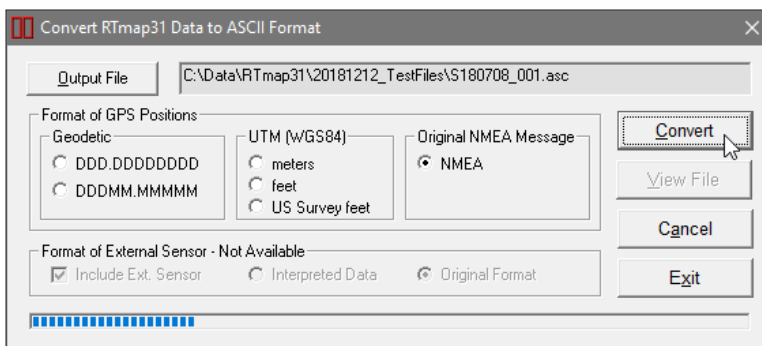 Convert RTmap31 Data to ASCII Format
Output File
C:\Data\RTmap31\20181212_TestFiles\S180708_001.asc
Format of GPS Positions
Geodetic
DDD.DDDDDDDD
DDDMM.MMMMM
UTM (WGS84)
meters
feet
US Survey feet
Original NMEA Message
NMEA
Format of External Sensor - Not Available
Include Ext. Sensor
Interpreted Data
Original Format
Convert
View File
Cancel
Exit